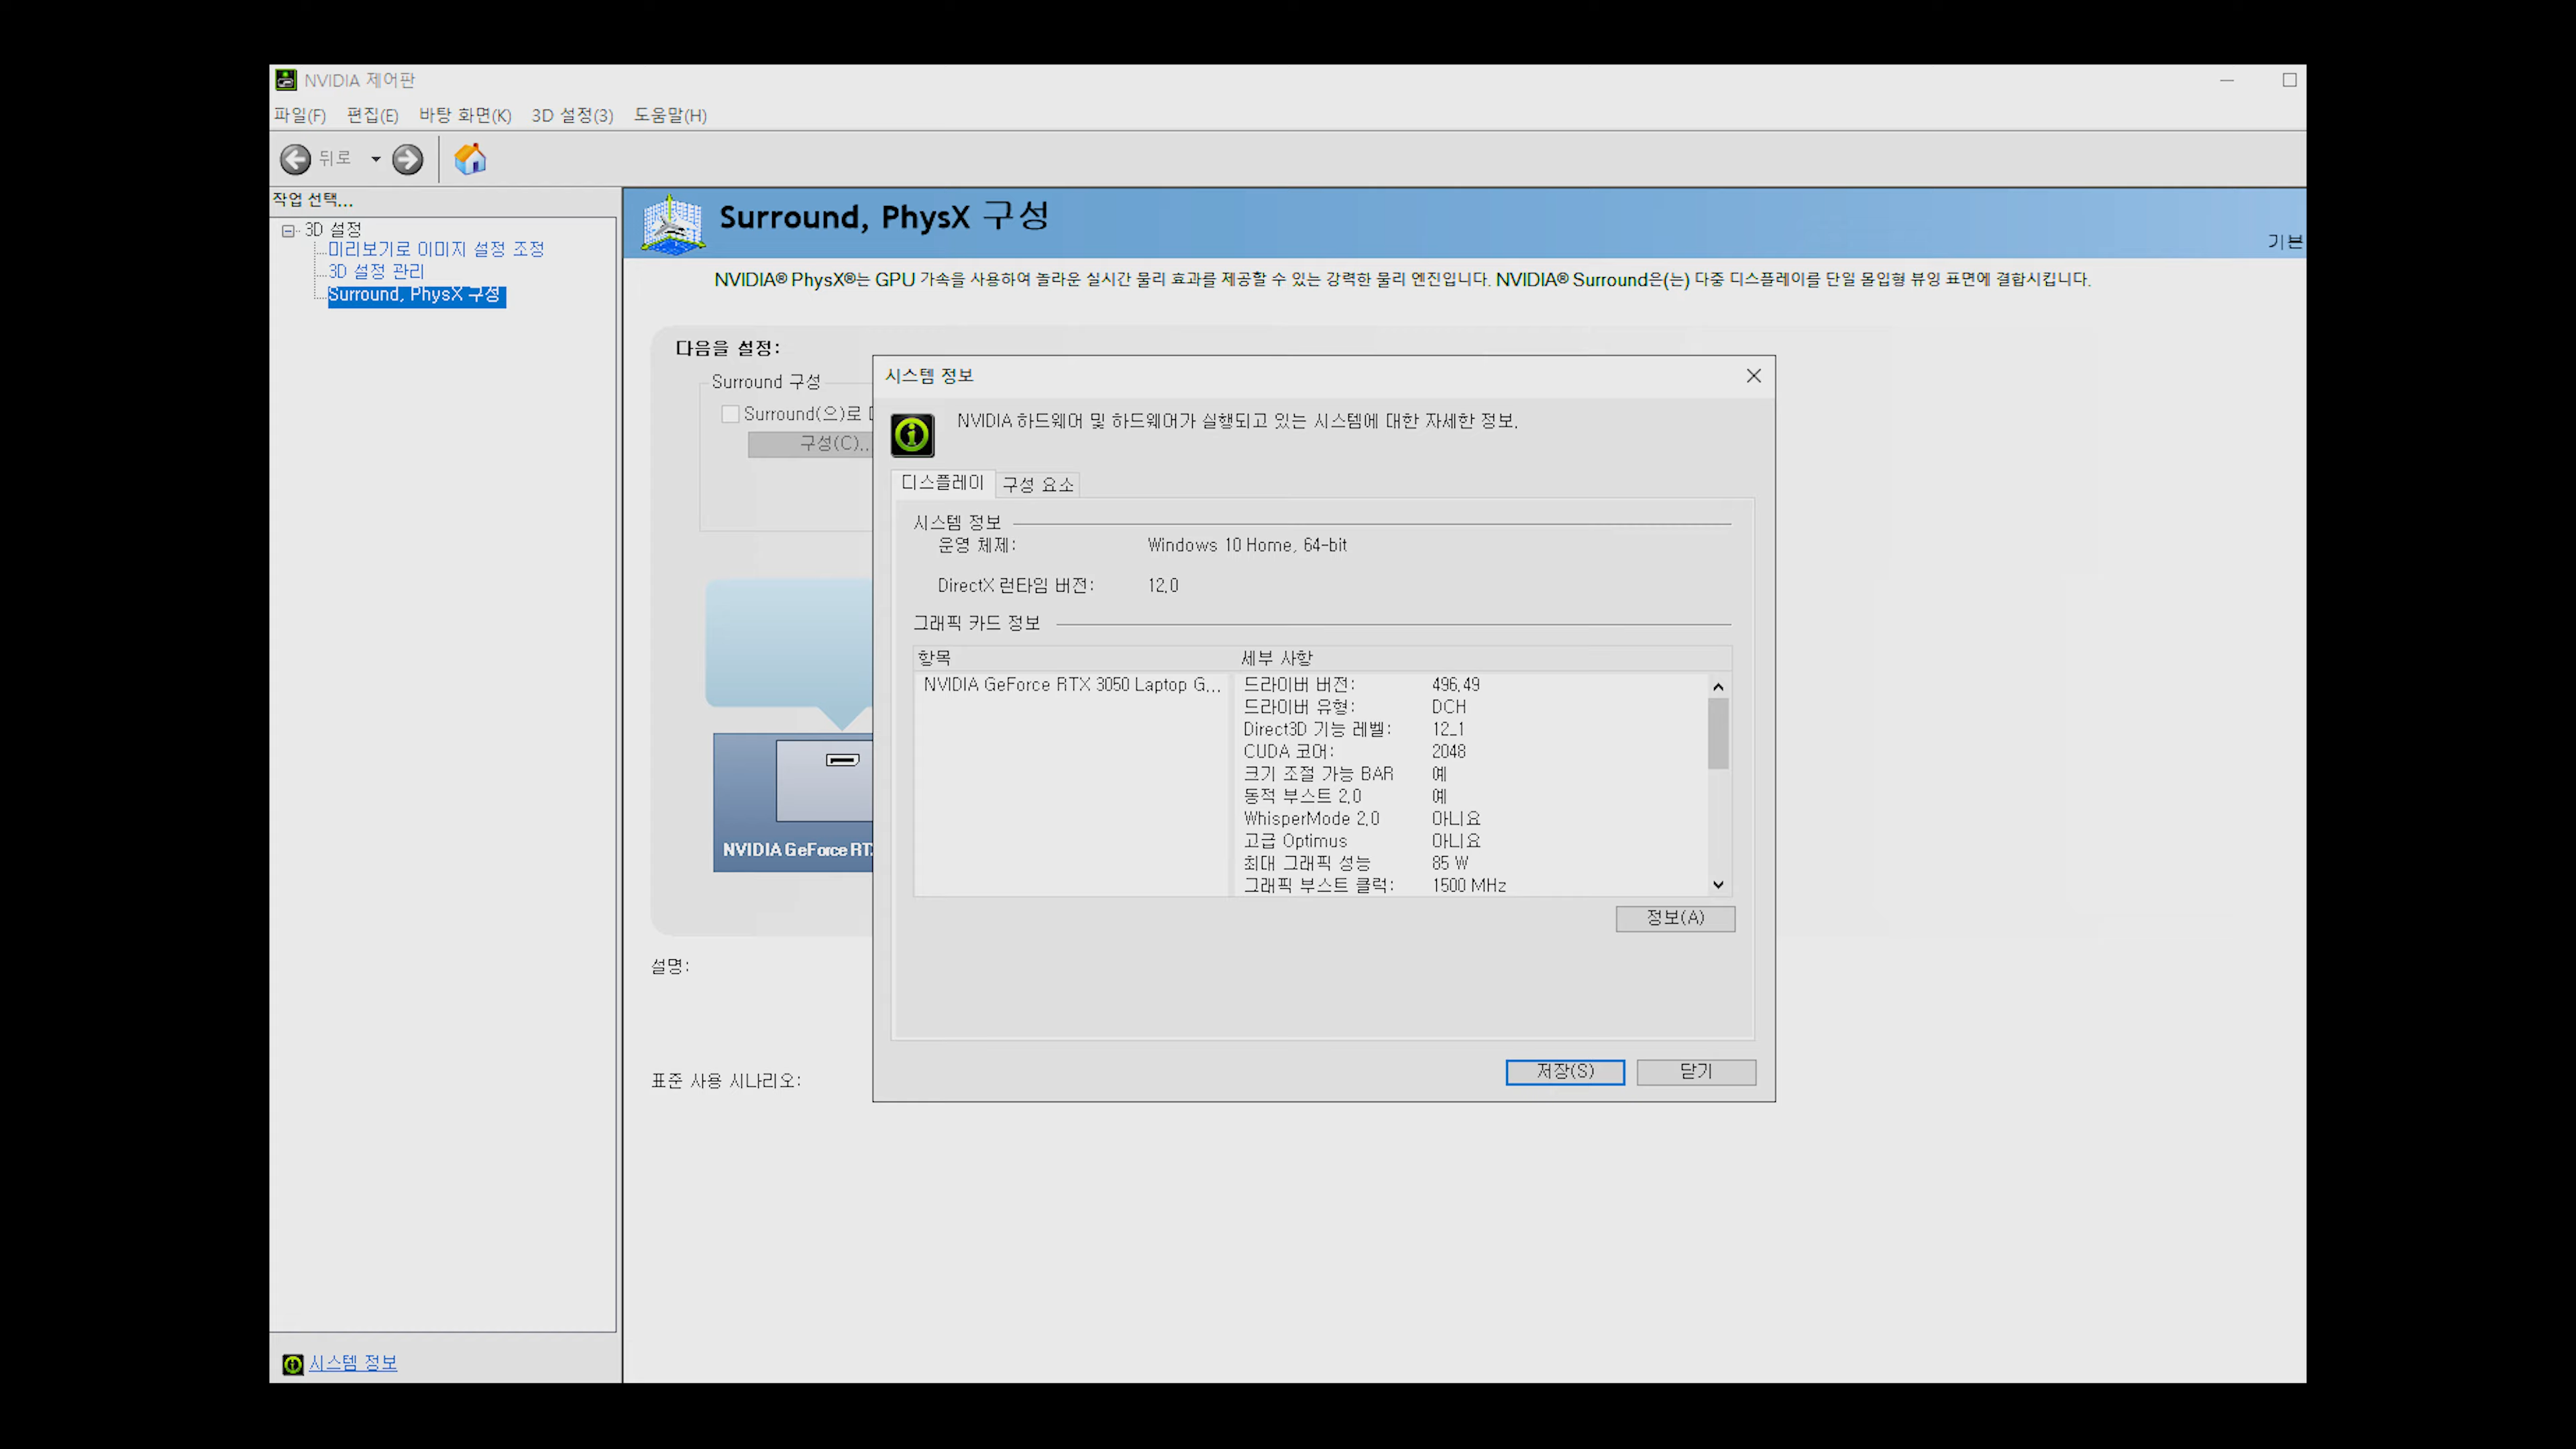 NVIDIA 제어판
파일(F) 편집(E) 바탕 화면(K) 3D 설정(3) 도움말(H)
뒤로
작업 선택...
3D 설정
미리보기로 이미지 설정 조정
3D 설정 관리
Surround, PhysX 구성
시스템 정보
Surround, PhysX 구성
기본
NVIDIA® PhysX®는 GPU 가속을 사용하여 놀라운 실시간 물리 효과를 제공할 수 있는 강력한 물리 엔진입니다. NVIDIA® Surround은(는) 다중 디스플레이를 단일 몰입형 뷰잉 표면에 결합시킵니다.
다음을 설정:
Surround 구성
Surround(으)로
구성(C)...
NVIDIA GeForce RT
설명:
표준 사용 시나리오:
시스템 정보
NVIDIA 하드웨어 및 하드웨어가 실행되고 있는 시스템에 대한 자세한 정보.
디스플레이 구성 요소
시스템 정보
운영 체제: Windows 10 Home, 64-bit
DirectX 런타임 버전: 12.0
그래픽 카드 정보
항목 세부 사항
NVIDIA GeForce RTX 3050 Laptop G...
드라이버 버전: 496.49
드라이버 유형: DCH
Direct3D 기능 레벨: 12_1
CUDA 코어: 2048
크기 조절 가능 BAR 예
동적 부스트 2.0 예
WhisperMode 2.0 아니요
고급 Optimus 아니요
최대 그래픽 성능 85 W
그래픽 부스트 클럭: 1500 MHz
정보(A)
저장(S) 닫기